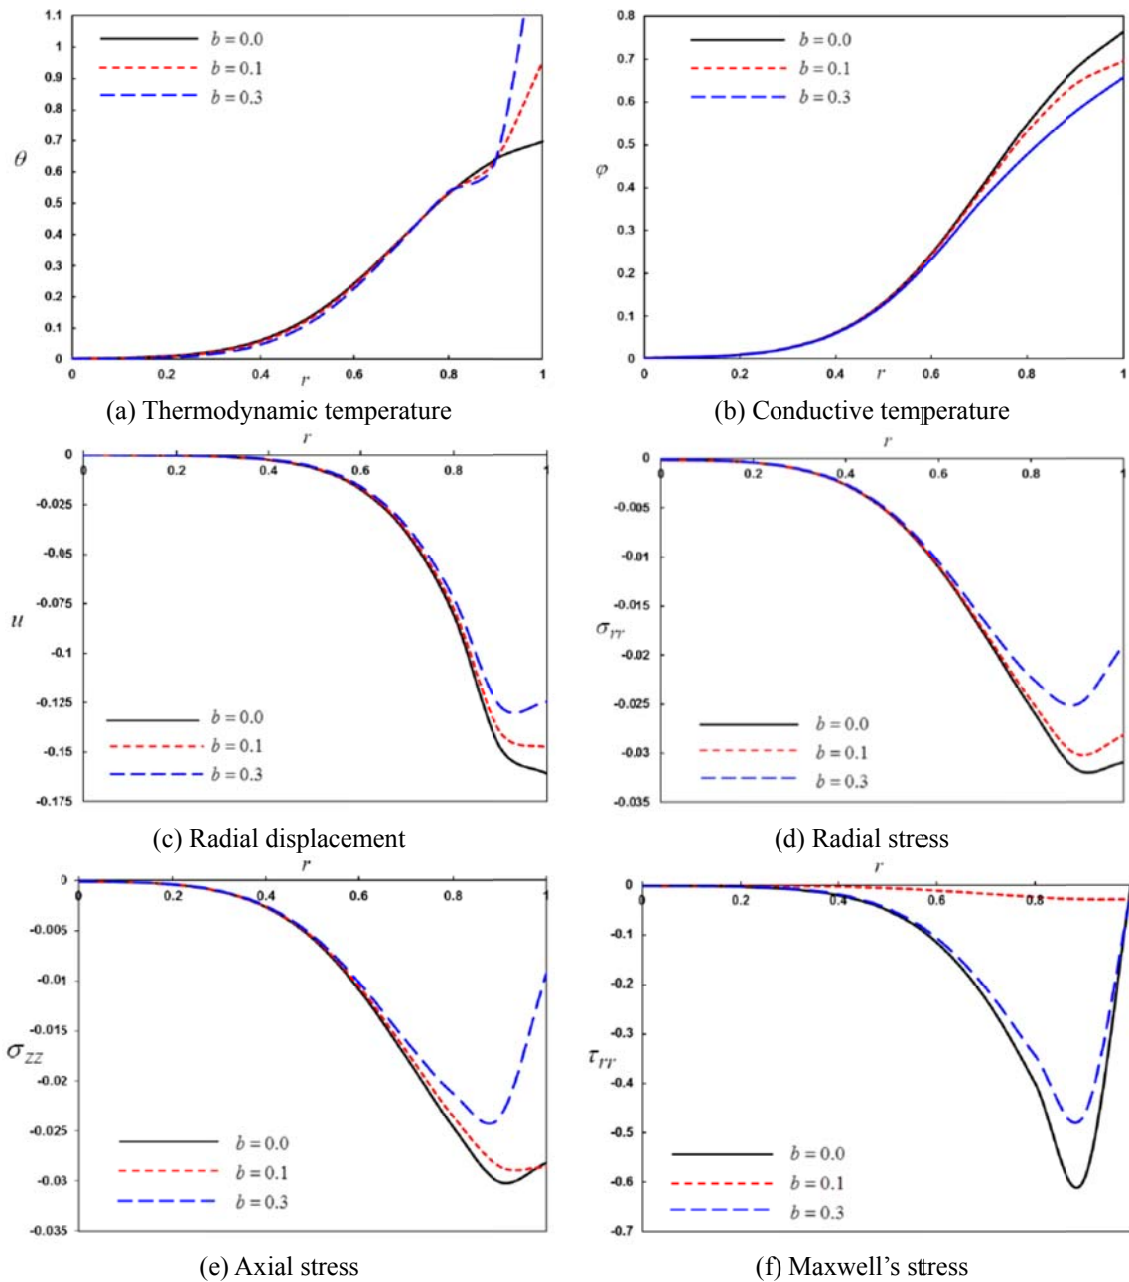 1.1
1
0.9
0.8
0.7
0.6
0.5
0.4
0.3
0.2
0.1
0
θ
b = 0.0
b = 0.1
b = 0.3
0 0.2 0.4 0.6 0.8 1
r
(a) Thermodynamic temperature
0.8
0.7
0.6
0.5
0.4
0.3
0.2
0.1
0
φ
b = 0.0
b = 0.1
b = 0.3
0 0.2 0.4 0.6 0.8 1
r
(b) Conductive temperature
r
0 0.2 0.4 0.6 0.8 1
0
-0.025
-0.05
-0.075
-0.1
-0.125
-0.15
-0.175
u
b = 0.0
b = 0.1
b = 0.3
(c) Radial displacement
r
0 0.2 0.4 0.6 0.8 1
0
-0.005
-0.01
-0.015
-0.02
-0.025
-0.03
-0.035
σrr
b = 0.0
b = 0.1
b = 0.3
(d) Radial stress
r
0 0.2 0.4 0.6 0.8 1
0
-0.005
-0.01
-0.015
-0.02
-0.025
-0.03
-0.035
σzz
b = 0.0
b = 0.1
b = 0.3
(e) Axial stress
r
0 0.2 0.4 0.6 0.8 1
0
-0.1
-0.2
-0.3
-0.4
-0.5
-0.6
-0.7
τrr
b = 0.0
b = 0.1
b = 0.3
(f) Maxwell’s stress